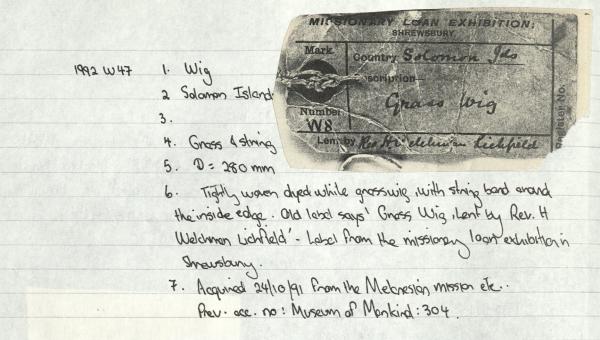 MISSIONARY LOAN EXHIBITION,
SHREWSBURY.
Mark
Country Solomon Ids
Description
Grass Wig
Number
W8
Lent by Rev H Lichfield
Register No.
1992 W47 1. Wig
2 Solomon Islands
3.
4. Grass & string
5. D = 280 mm
6. Tightly woven dyed white grasswig, with string band around
the inside edge. Old label says 'Grass Wig, Lent by Rev. H
Welchman Lichfield' - Label from the missionary loan exhibition in
Shrewsbury.
7. Acquired 24/10/91 from the Melanesian mission etc..
Prev. acc. no: Museum of Mankind: 304.